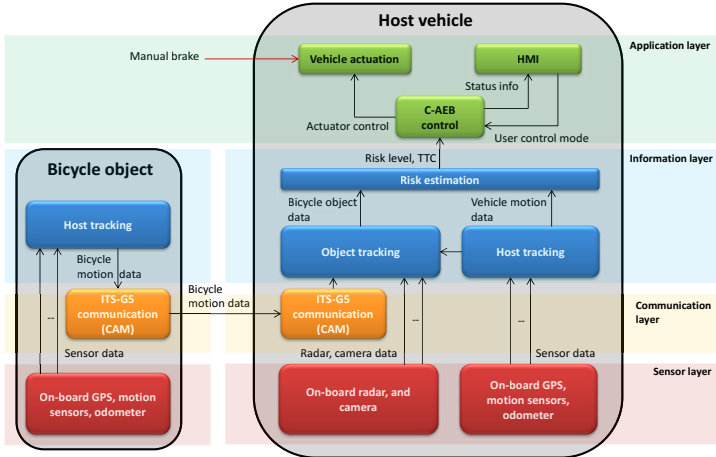 Host vehicle
Application layer
Manual brake
Vehicle actuation
HMI
Status info
C-AEB
control
Actuator control
User control mode
Risk level, TTC
Information layer
Bicycle object
Risk estimation
Bicycle object
data
Vehicle motion
data
Host tracking
Object tracking
Host tracking
Bicycle
motion data
Bicycle
motion data
ITS-G5
communication
(CAM)
ITS-G5
communication
(CAM)
Communication
layer
--
--
--
Sensor data
Radar, camera data
Sensor data
Sensor layer
On-board GPS, motion
sensors, odometer
On-board radar, and
camera
On-board GPS,
motion sensors,
odometer